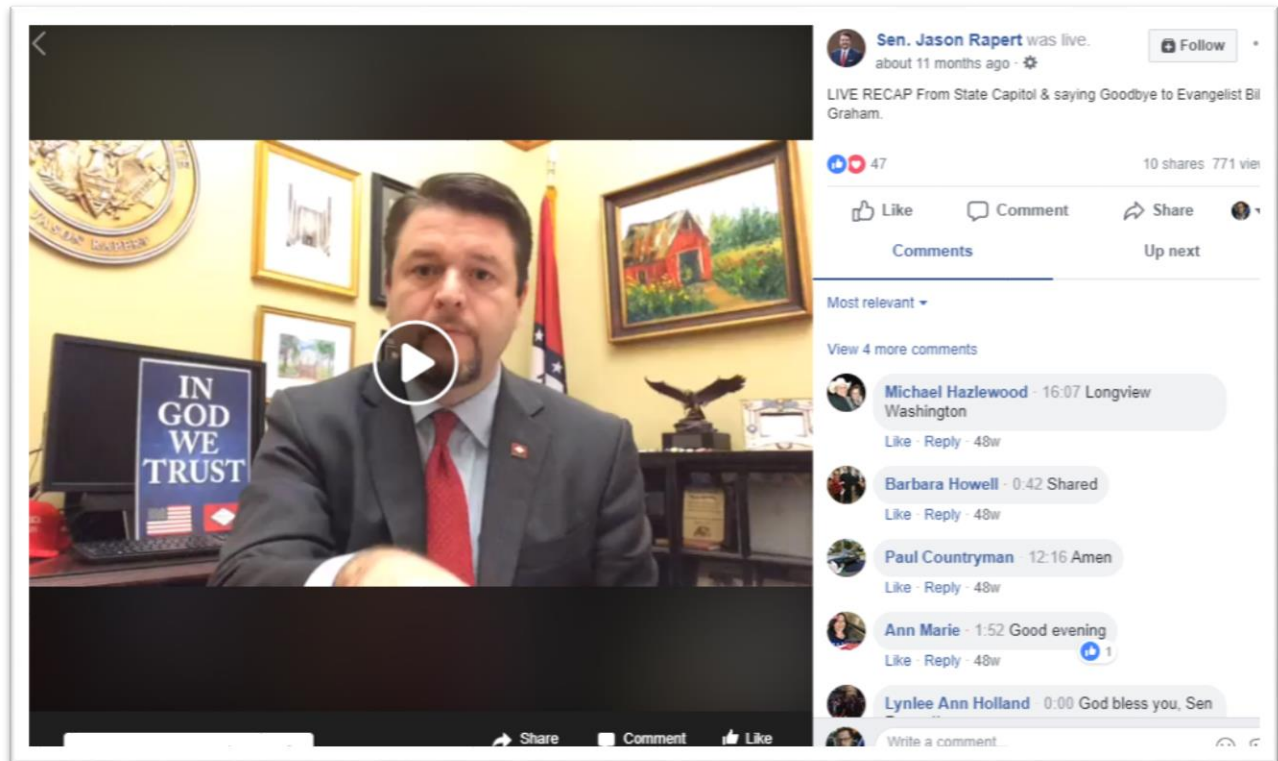 JASON RAPERT
IN
GOD
WE
TRUST
Share Comment Like
Sen. Jason Rapert was live.
Follow
about 11 months ago ·
LIVE RECAP From State Capitol & saying Goodbye to Evangelist Bil
Graham.
47
10 shares 771 vie
Like Comment Share
Comments Up next
Most relevant
View 4 more comments
Michael Hazlewood · 16:07 Longview
Washington
Like · Reply · 48w
Barbara Howell · 0:42 Shared
Like · Reply · 48w
Paul Countryman · 12:16 Amen
Like · Reply · 48w
Ann Marie · 1:52 Good evening
1
Like · Reply · 48w
Lynlee Ann Holland · 0:00 God bless you, Sen
Write a comment...